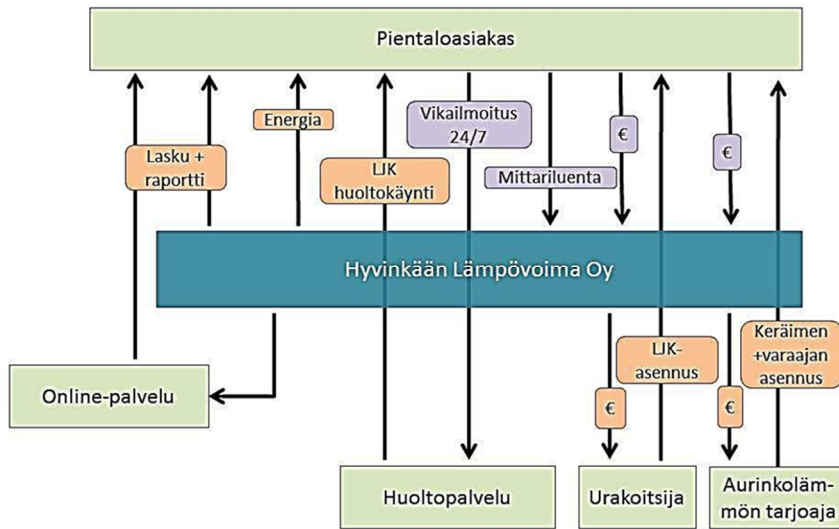 Pientaloasiakas
Energia
Vikailmoitus
24/7
€
€
Lasku +
raportti
LJK
huoltokäynti
Mittariluenta
Hyvinkään Lämpövoima Oy
Online-palvelu
€
LJK-
asennus
€
Keräimen
+varaajan
asennus
Huoltopalvelu
Urakoitsija
Aurinkoläm-
mön tarjoaja